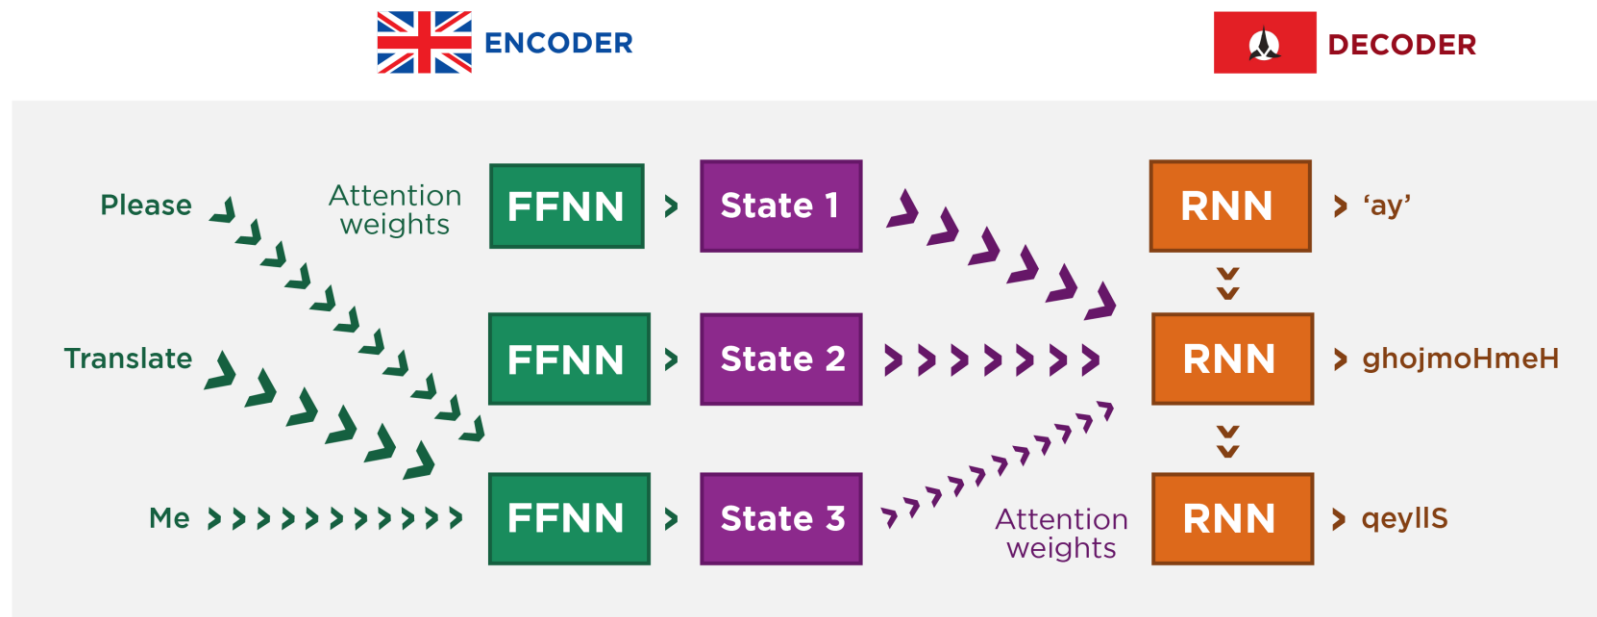 ENCODER
DECODER
Please
Attention
weights
FFNN
State 1
RNN
‘ay’
Translate
FFNN
State 2
RNN
ghojmoHmeH
Me
FFNN
State 3
Attention
weights
RNN
qeyllS